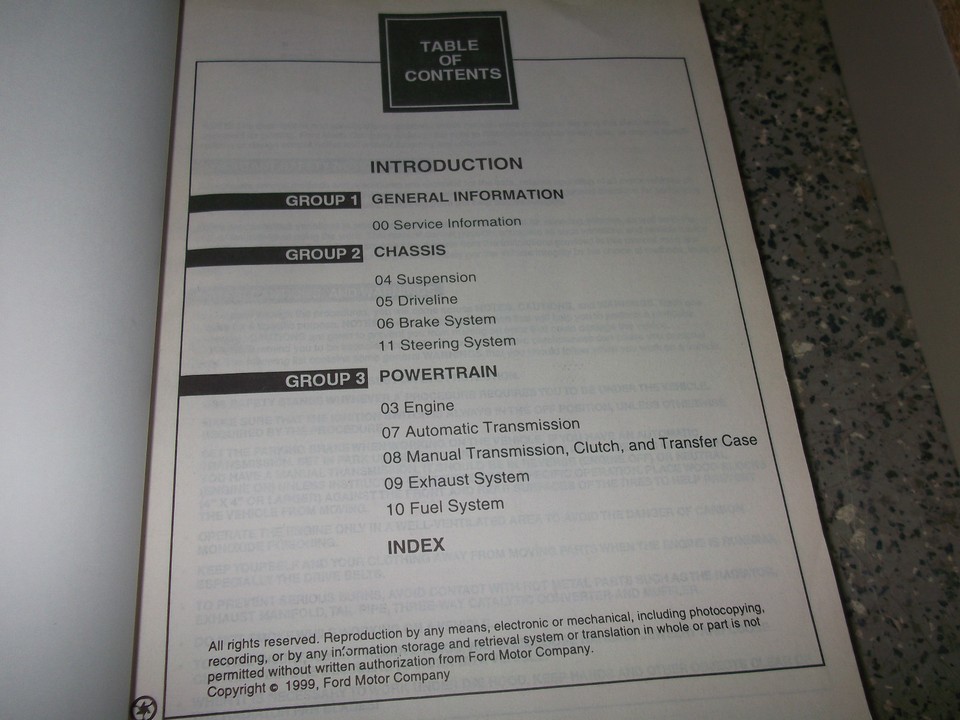 TABLE
OF
CONTENTS
INTRODUCTION
GROUP 1 GENERAL INFORMATION
00 Service Information
GROUP 2 CHASSIS
04 Suspension
05 Driveline
06 Brake System
11 Steering System
GROUP 3 POWERTRAIN
03 Engine
07 Automatic Transmission
08 Manual Transmission, Clutch, and Transfer Case
09 Exhaust System
10 Fuel System
INDEX
All rights reserved. Reproduction by any means, electronic or mechanical, including photocopying,
recording, or by any information storage and retrieval system or translation in whole or part is not
permitted without written authorization from Ford Motor Company.
Copyright © 1999, Ford Motor Company